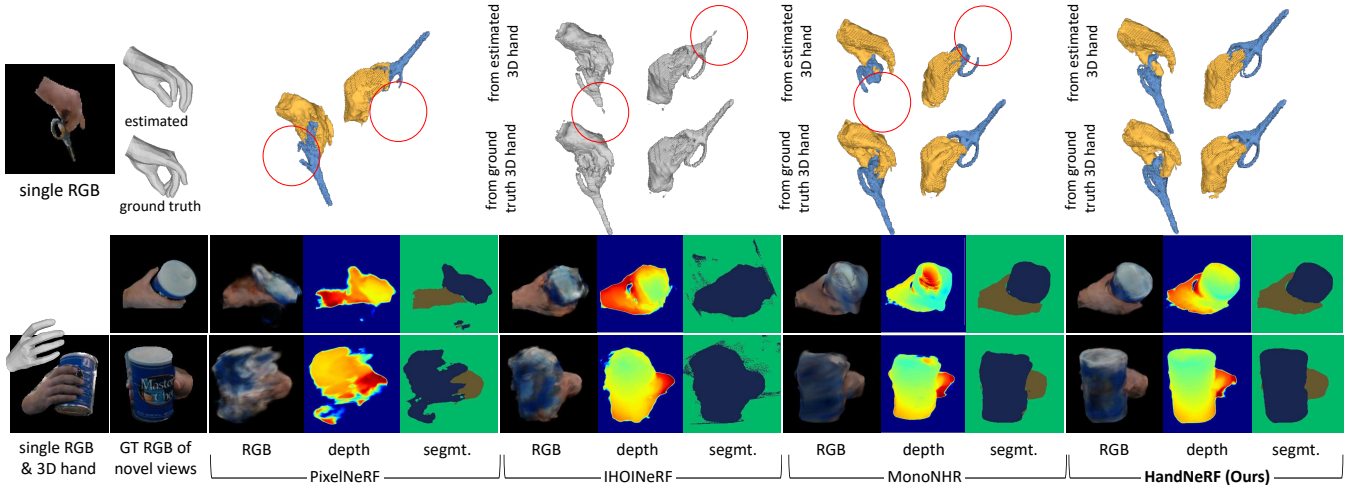 from estimated
3D hand
from estimated
3D hand
from estimated
3D hand
estimated
from ground
truth 3D hand
from ground
truth 3D hand
from ground
truth 3D hand
single RGB
ground truth
Master
Chef
single RGB
& 3D hand
GT RGB of
novel views
RGB depth segmt.
PixelNeRF
RGB depth segmt.
IHOINeRF
RGB depth segmt.
MonoNHR
RGB depth segmt.
HandNeRF (Ours)